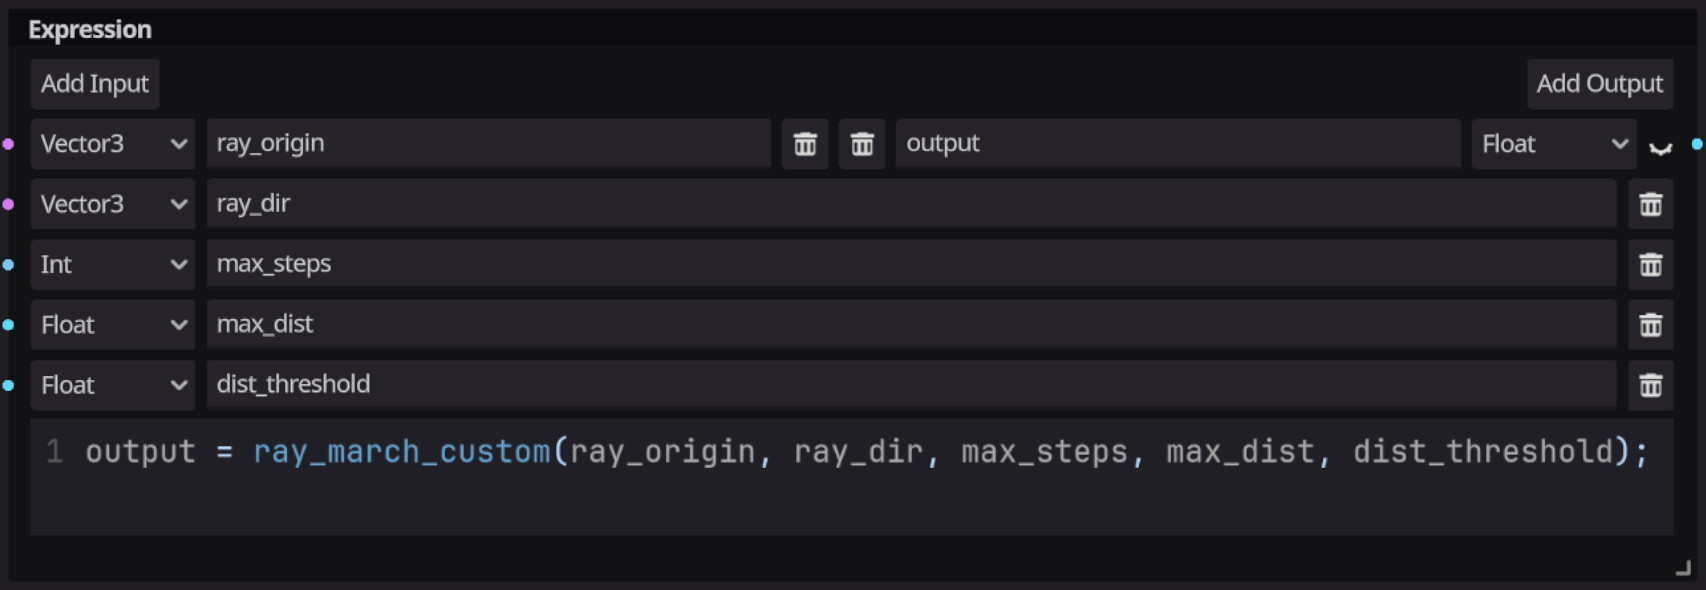 Expression
Add Input Add Output
Vector3 ray_origin output Float
Vector3 ray_dir
Int max_steps
Float max_dist
Float dist_threshold
1 output = ray_march_custom(ray_origin, ray_dir, max_steps, max_dist, dist_threshold);